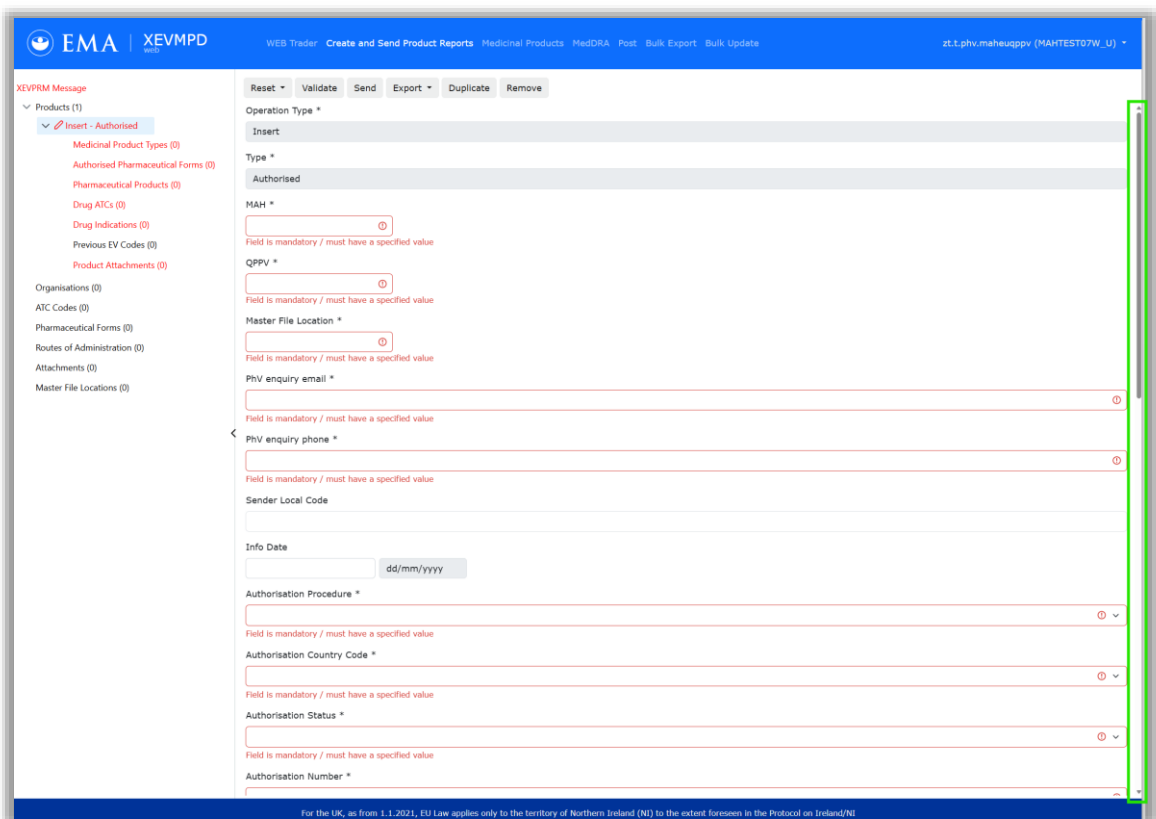 EMA | XEVMPD
web
WEB Trader Create and Send Product Reports Medicinal Products MedDRA Post Bulk Export Bulk Update
zt.t.phv.maheuqppv (MAHTEST07W_U)
XEVPRM Message
Products (1)
Insert - Authorised
Medicinal Product Types (0)
Authorised Pharmaceutical Forms (0)
Pharmaceutical Products (0)
Drug ATCs (0)
Drug Indications (0)
Previous EV Codes (0)
Product Attachments (0)
Organisations (0)
ATC Codes (0)
Pharmaceutical Forms (0)
Routes of Administration (0)
Attachments (0)
Master File Locations (0)
Reset Validate Send Export Duplicate Remove
Operation Type *
Insert
Type *
Authorised
MAH *
Field is mandatory / must have a specified value
QPPV *
Field is mandatory / must have a specified value
Master File Location *
Field is mandatory / must have a specified value
PhV enquiry email *
Field is mandatory / must have a specified value
PhV enquiry phone *
Field is mandatory / must have a specified value
Sender Local Code
Info Date
dd/mm/yyyy
Authorisation Procedure *
Field is mandatory / must have a specified value
Authorisation Country Code *
Field is mandatory / must have a specified value
Authorisation Status *
Field is mandatory / must have a specified value
Authorisation Number *
For the UK, as from 1.1.2021, EU Law applies only to the territory of Northern Ireland (NI) to the extent foreseen in the Protocol on Ireland/NI